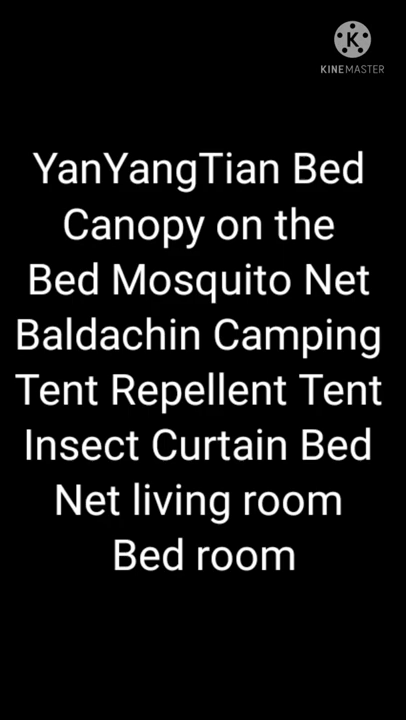 KINEMASTER
YanYangTian Bed
Canopy on the
Bed Mosquito Net
Baldachin Camping
Tent Repellent Tent
Insect Curtain Bed
Net living room
Bed room